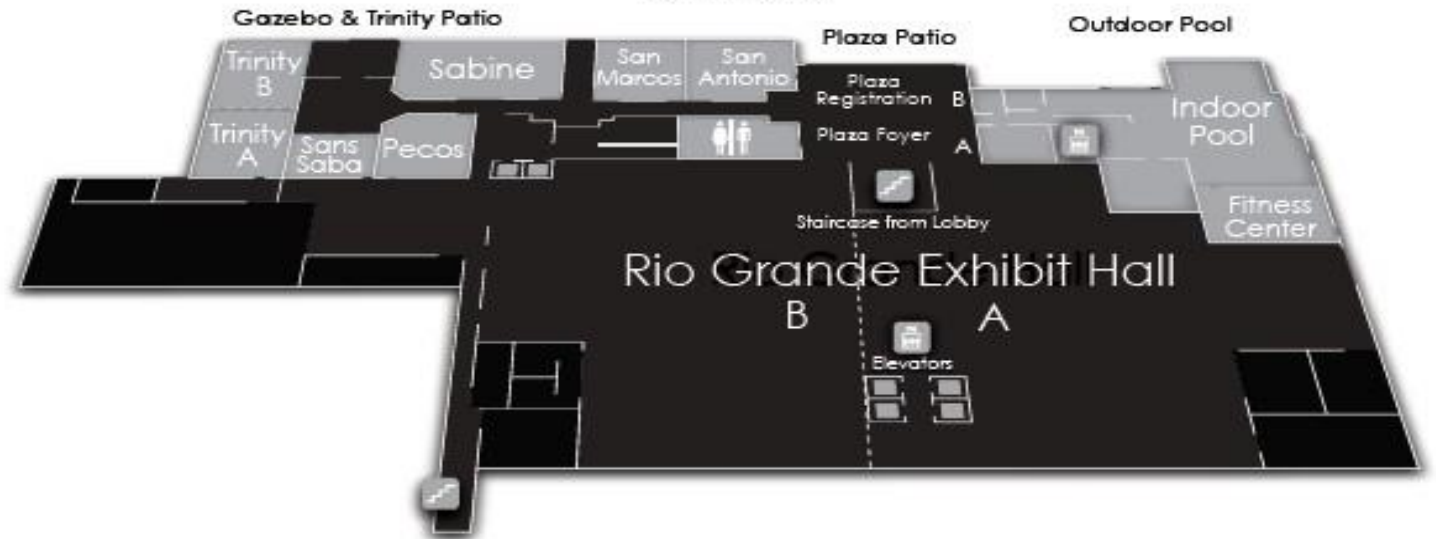 Gazebo & Trinity Patio
Plaza Patio
Outdoor Pool
Trinity
B
Sabine
San
Marcos
San
Antonio
Plaza
Registration
B
Indoor
Pool
Trinity
A
Sans
Saba
Pecos
Plaza Foyer
A
Fitness
Center
Staircase from Lobby
Rio Grande Exhibit Hall
B
A
Elevators